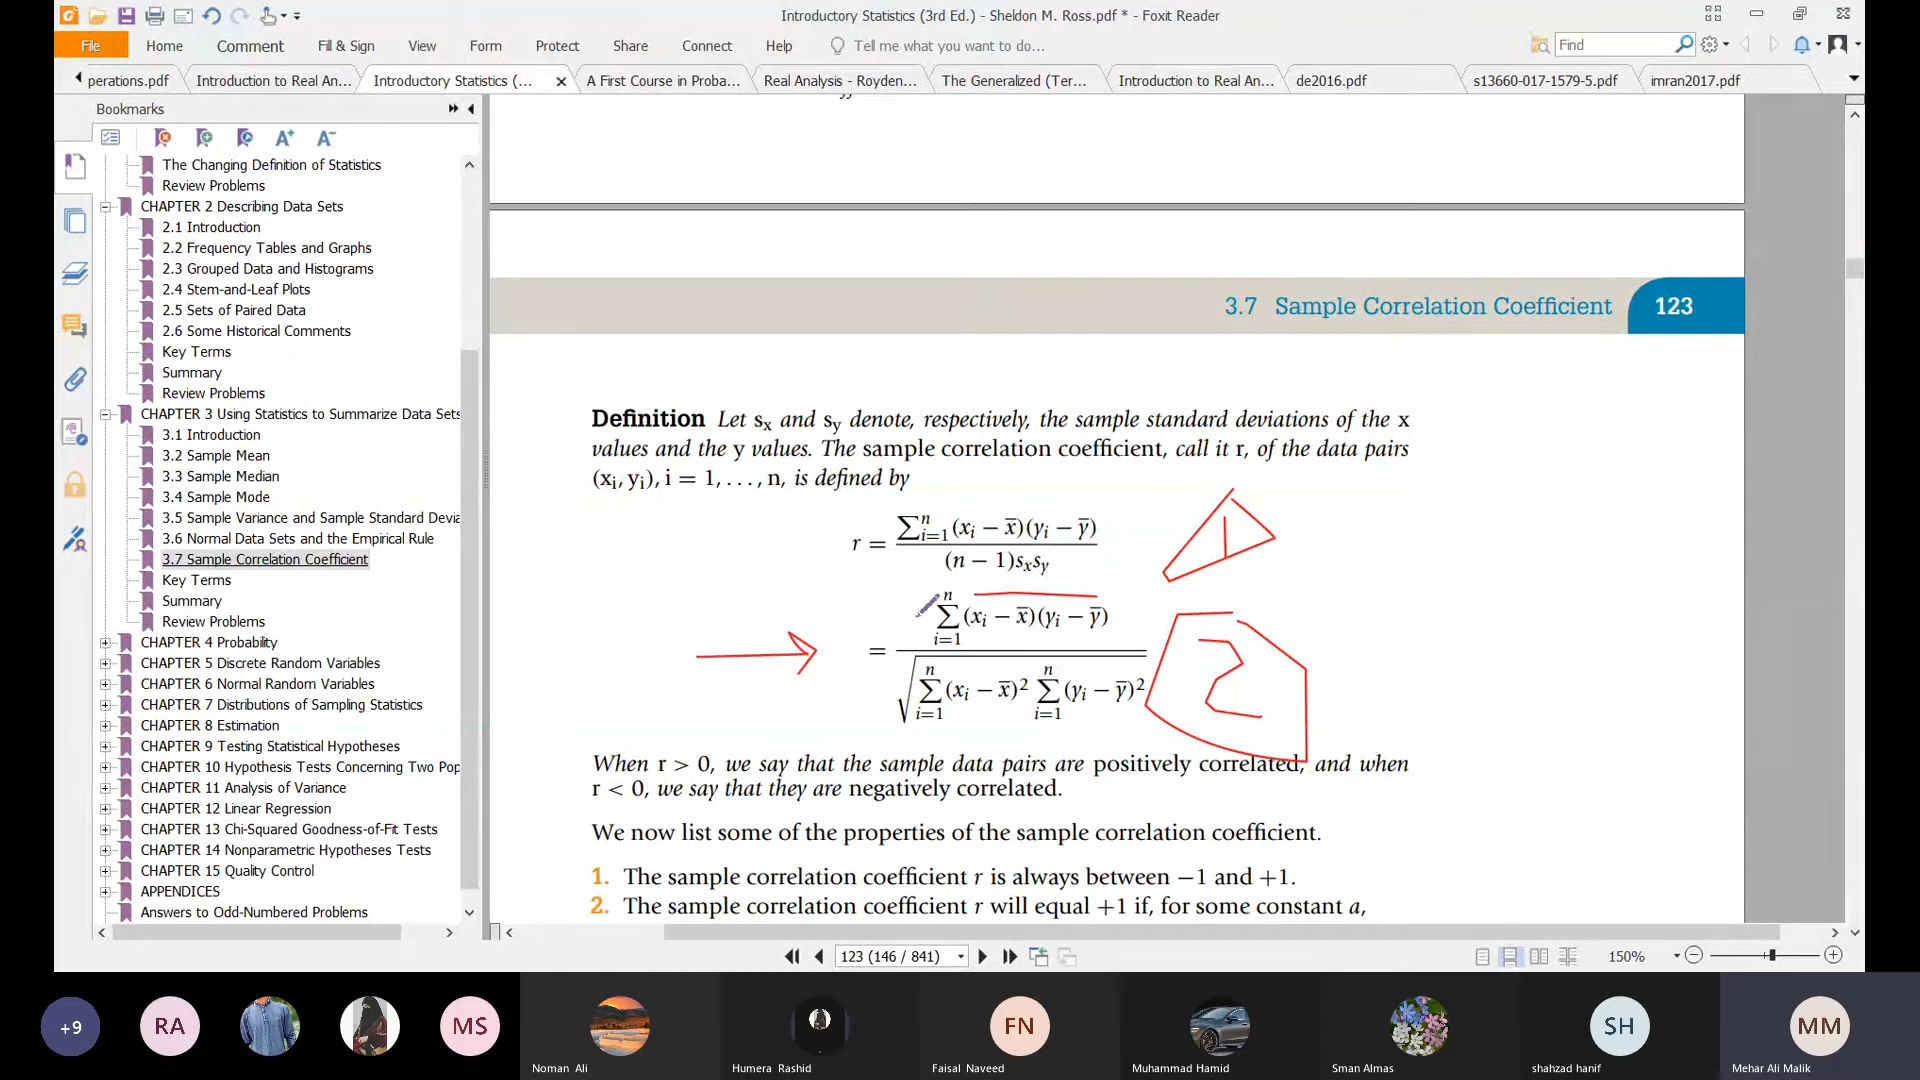 Introductory Statistics (3rd Ed.) - Sheldon M. Ross.pdf * - Foxit Reader
File Home Comment Fill & Sign View Form Protect Share Connect Help Tell me what you want to do... Find
perations.pdf Introduction to Real An... Introductory Statistics (... A First Course in Proba... Real Analysis - Royden... The Generalized (Ter... Introduction to Real An... de2016.pdf s13660-017-1579-5.pdf imran2017.pdf
Bookmarks
The Changing Definition of Statistics
Review Problems
CHAPTER 2 Describing Data Sets
2.1 Introduction
2.2 Frequency Tables and Graphs
2.3 Grouped Data and Histograms
2.4 Stem-and-Leaf Plots
2.5 Sets of Paired Data
2.6 Some Historical Comments
Key Terms
Summary
Review Problems
CHAPTER 3 Using Statistics to Summarize Data Sets
3.1 Introduction
3.2 Sample Mean
3.3 Sample Median
3.4 Sample Mode
3.5 Sample Variance and Sample Standard Devia
3.6 Normal Data Sets and the Empirical Rule
3.7 Sample Correlation Coefficient
Key Terms
Summary
Review Problems
CHAPTER 4 Probability
CHAPTER 5 Discrete Random Variables
CHAPTER 6 Normal Random Variables
CHAPTER 7 Distributions of Sampling Statistics
CHAPTER 8 Estimation
CHAPTER 9 Testing Statistical Hypotheses
CHAPTER 10 Hypothesis Tests Concerning Two Pop
CHAPTER 11 Analysis of Variance
CHAPTER 12 Linear Regression
CHAPTER 13 Chi-Squared Goodness-of-Fit Tests
CHAPTER 14 Nonparametric Hypotheses Tests
CHAPTER 15 Quality Control
APPENDICES
Answers to Odd-Numbered Problems
3.7 Sample Correlation Coefficient 123
Definition Let sₓ and s_y denote, respectively, the sample standard deviations of the x
values and the y values. The sample correlation coefficient, call it r, of the data pairs
(xᵢ, yᵢ), i = 1, . . . , n, is defined by
r = ∑ⁿᵢ₌₁(xᵢ − x̄)(yᵢ − ȳ) / (n − 1)sₓs_y
1
= ∑ⁿᵢ₌₁(xᵢ − x̄)(yᵢ − ȳ) / √(∑ⁿᵢ₌₁(xᵢ − x̄)² ∑ⁿᵢ₌₁(yᵢ − ȳ)²)
2
When r > 0, we say that the sample data pairs are positively correlated, and when
r < 0, we say that they are negatively correlated.
We now list some of the properties of the sample correlation coefficient.
1. The sample correlation coefficient r is always between −1 and +1.
2. The sample correlation coefficient r will equal +1 if, for some constant a,
123 (146 / 841) 150%
+9 RA MS FN SH MM
Noman Ali Humera Rashid Faisal Naveed Muhammad Hamid Sman Almas shahzad hanif Mehar Ali Malik